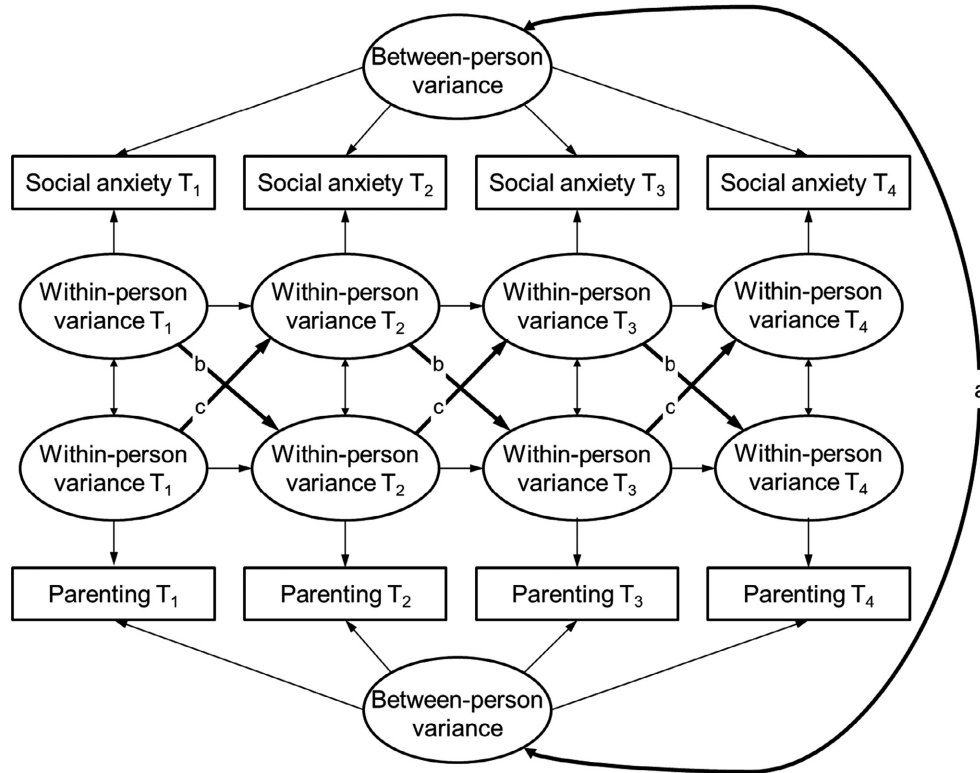 Between-person
variance
Social anxiety T₁
Social anxiety T₂
Social anxiety T₃
Social anxiety T₄
Within-person
variance T₁
Within-person
variance T₂
Within-person
variance T₃
Within-person
variance T₄
b
c
b
c
b
c
a
Within-person
variance T₁
Within-person
variance T₂
Within-person
variance T₃
Within-person
variance T₄
Parenting T₁
Parenting T₂
Parenting T₃
Parenting T₄
Between-person
variance